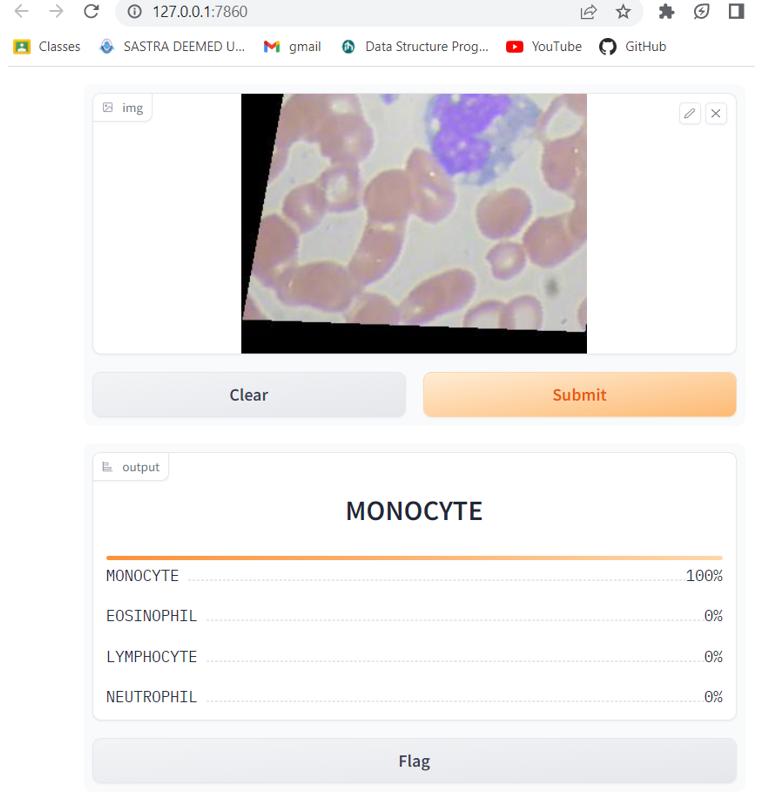 127.0.0.1:7860
Classes SASTRA DEEMED U... gmail Data Structure Prog... YouTube GitHub
img
Clear Submit
output
MONOCYTE
MONOCYTE 100%
EOSINOPHIL 0%
LYMPHOCYTE 0%
NEUTROPHIL 0%
Flag